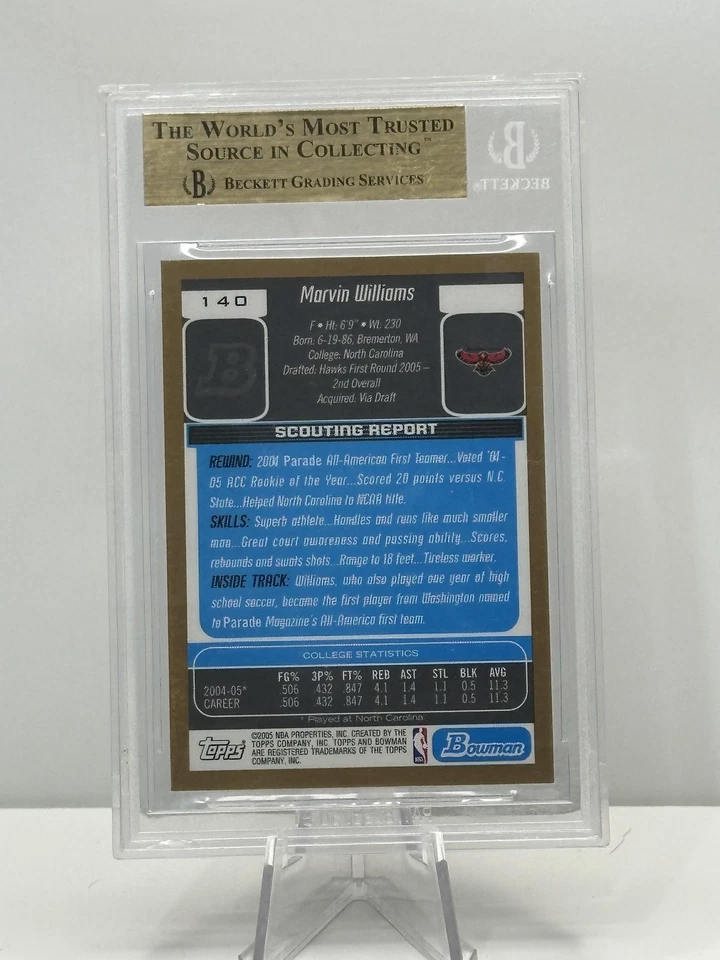 THE WORLD'S MOST TRUSTED
SOURCE IN COLLECTING™
B BECKETT GRADING SERVICES
B
BECKETT®
140
Marvin Williams
F • Ht: 6'9" • Wt: 230
Born: 6-19-86, Bremerton, WA
College: North Carolina
Drafted: Hawks First Round 2005 –
2nd Overall
Acquired: Via Draft
B
SCOUTING REPORT
REWIND: 2004 Parade All-American First Teamer...Voted '04-
05 ACC Rookie of the Year...Scored 20 points versus N.C.
State...Helped North Carolina to NCAA title.
SKILLS: Superb athlete...Handles and runs like much smaller
man...Great court awareness and passing ability...Scores,
rebounds and swats shots...Range to 18 feet...Tireless worker.
INSIDE TRACK: Williams, who also played one year of high
school soccer, became the first player from Washington named
to Parade Magazine's All-America first team.
COLLEGE STATISTICS
FG% 3P% FT% REB AST STL BLK AVG
2004-05* .506 .432 .847 4.1 1.4 1.1 0.5 11.3
CAREER .506 .432 .847 4.1 1.4 1.1 0.5 11.3
* Played at North Carolina
topps
©2005 NBA PROPERTIES, INC. CREATED BY THE
TOPPS COMPANY, INC. TOPPS AND BOWMAN
ARE REGISTERED TRADEMARKS OF THE TOPPS
COMPANY, INC.
NBA
Bowman